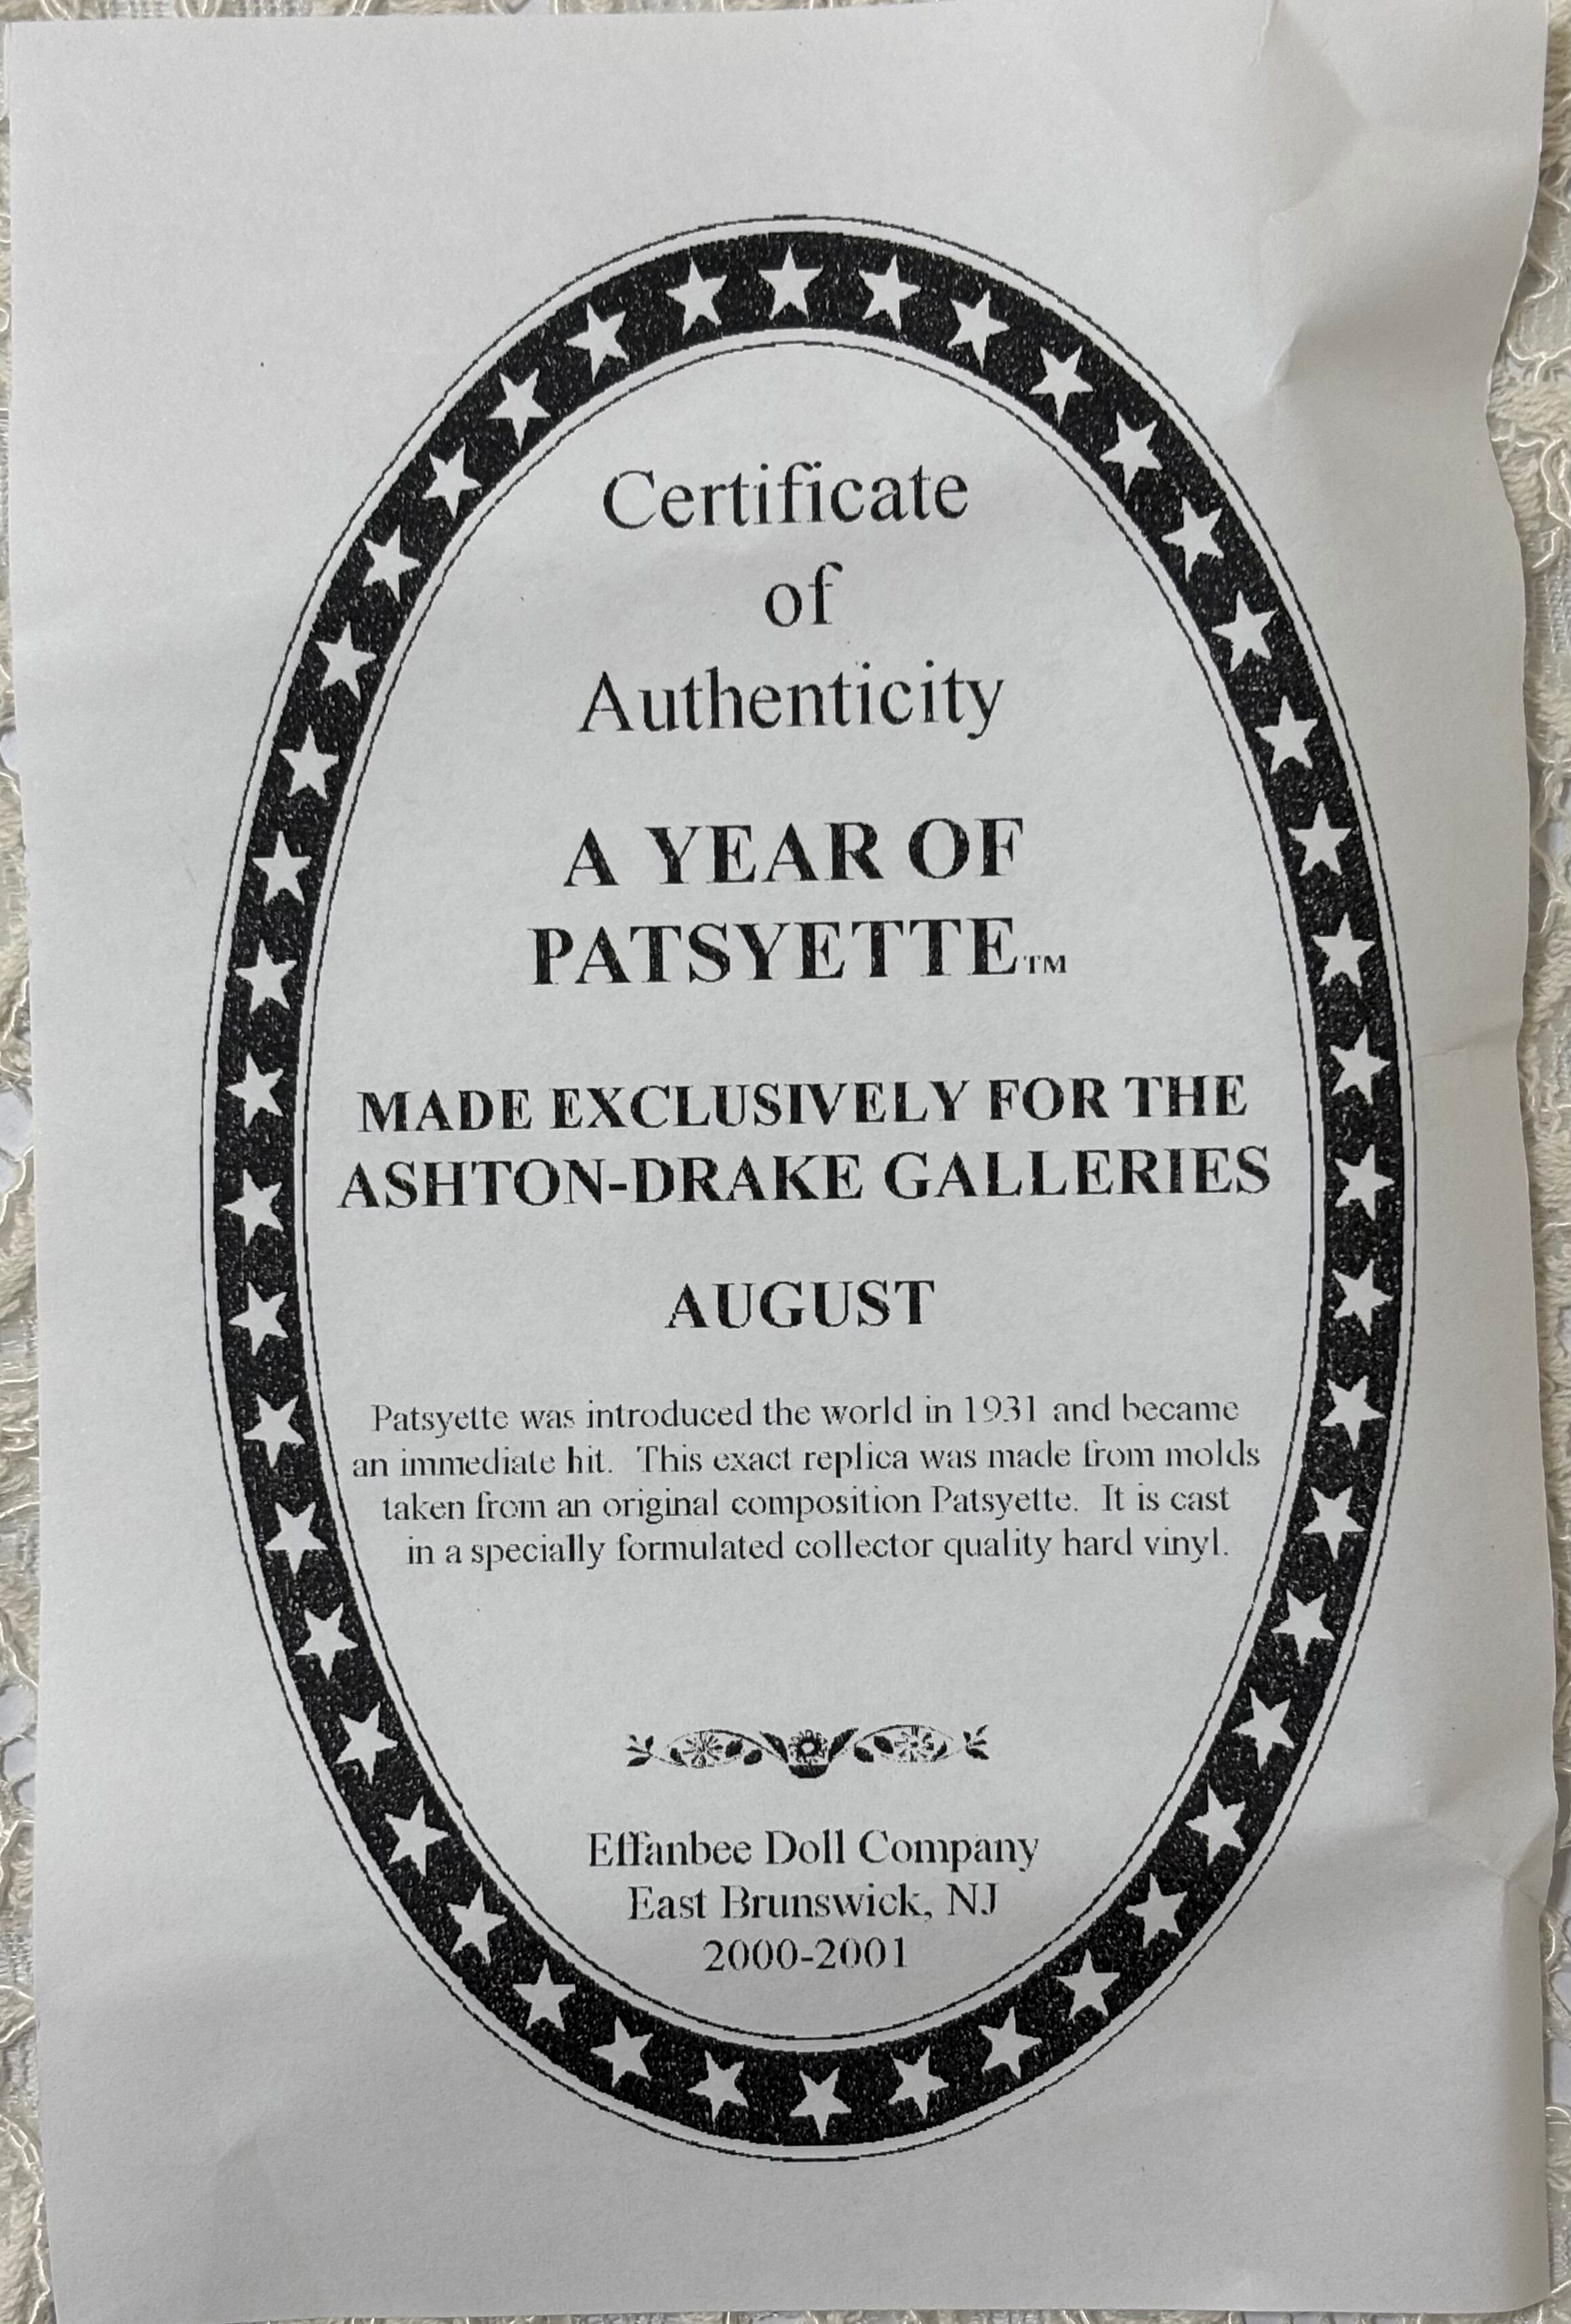 Certificate
of
Authenticity
A YEAR OF
PATSYETTE™
MADE EXCLUSIVELY FOR THE
ASHTON-DRAKE GALLERIES
AUGUST
Patsyette was introduced the world in 1931 and became
an immediate hit. This exact replica was made from molds
taken from an original composition Patsyette. It is cast
in a specially formulated collector quality hard vinyl.
Effanbee Doll Company
East Brunswick, NJ
2000-2001